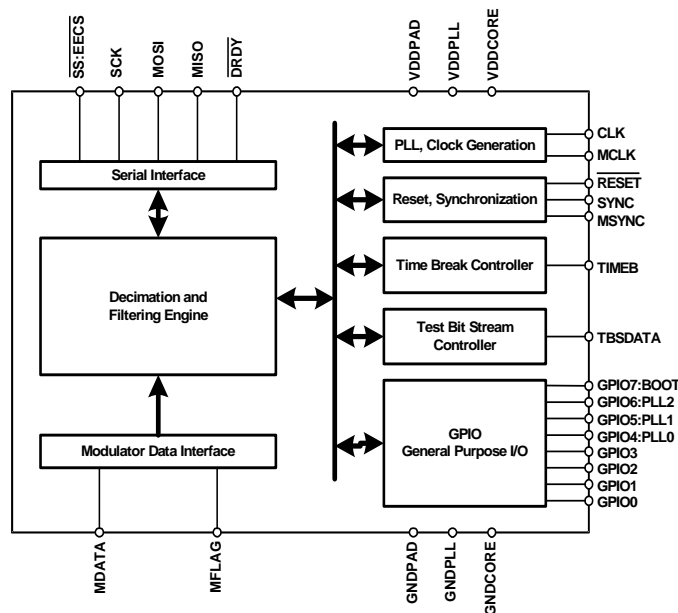 SS:EECS
SCK
MOSI
MISO
DRDY
VDDPAD
VDDPLL
VDDCORE
Serial Interface
Decimation and
Filtering Engine
Modulator Data Interface
PLL, Clock Generation
CLK
MCLK
Reset, Synchronization
RESET
SYNC
MSYNC
Time Break Controller
TIMEB
Test Bit Stream
Controller
TBSDATA
GPIO
General Purpose I/O
GPIO7:BOOT
GPIO6:PLL2
GPIO5:PLL1
GPIO4:PLL0
GPIO3
GPIO2
GPIO1
GPIO0
MDATA
MFLAG
GNDPAD
GNDPLL
GNDCORE